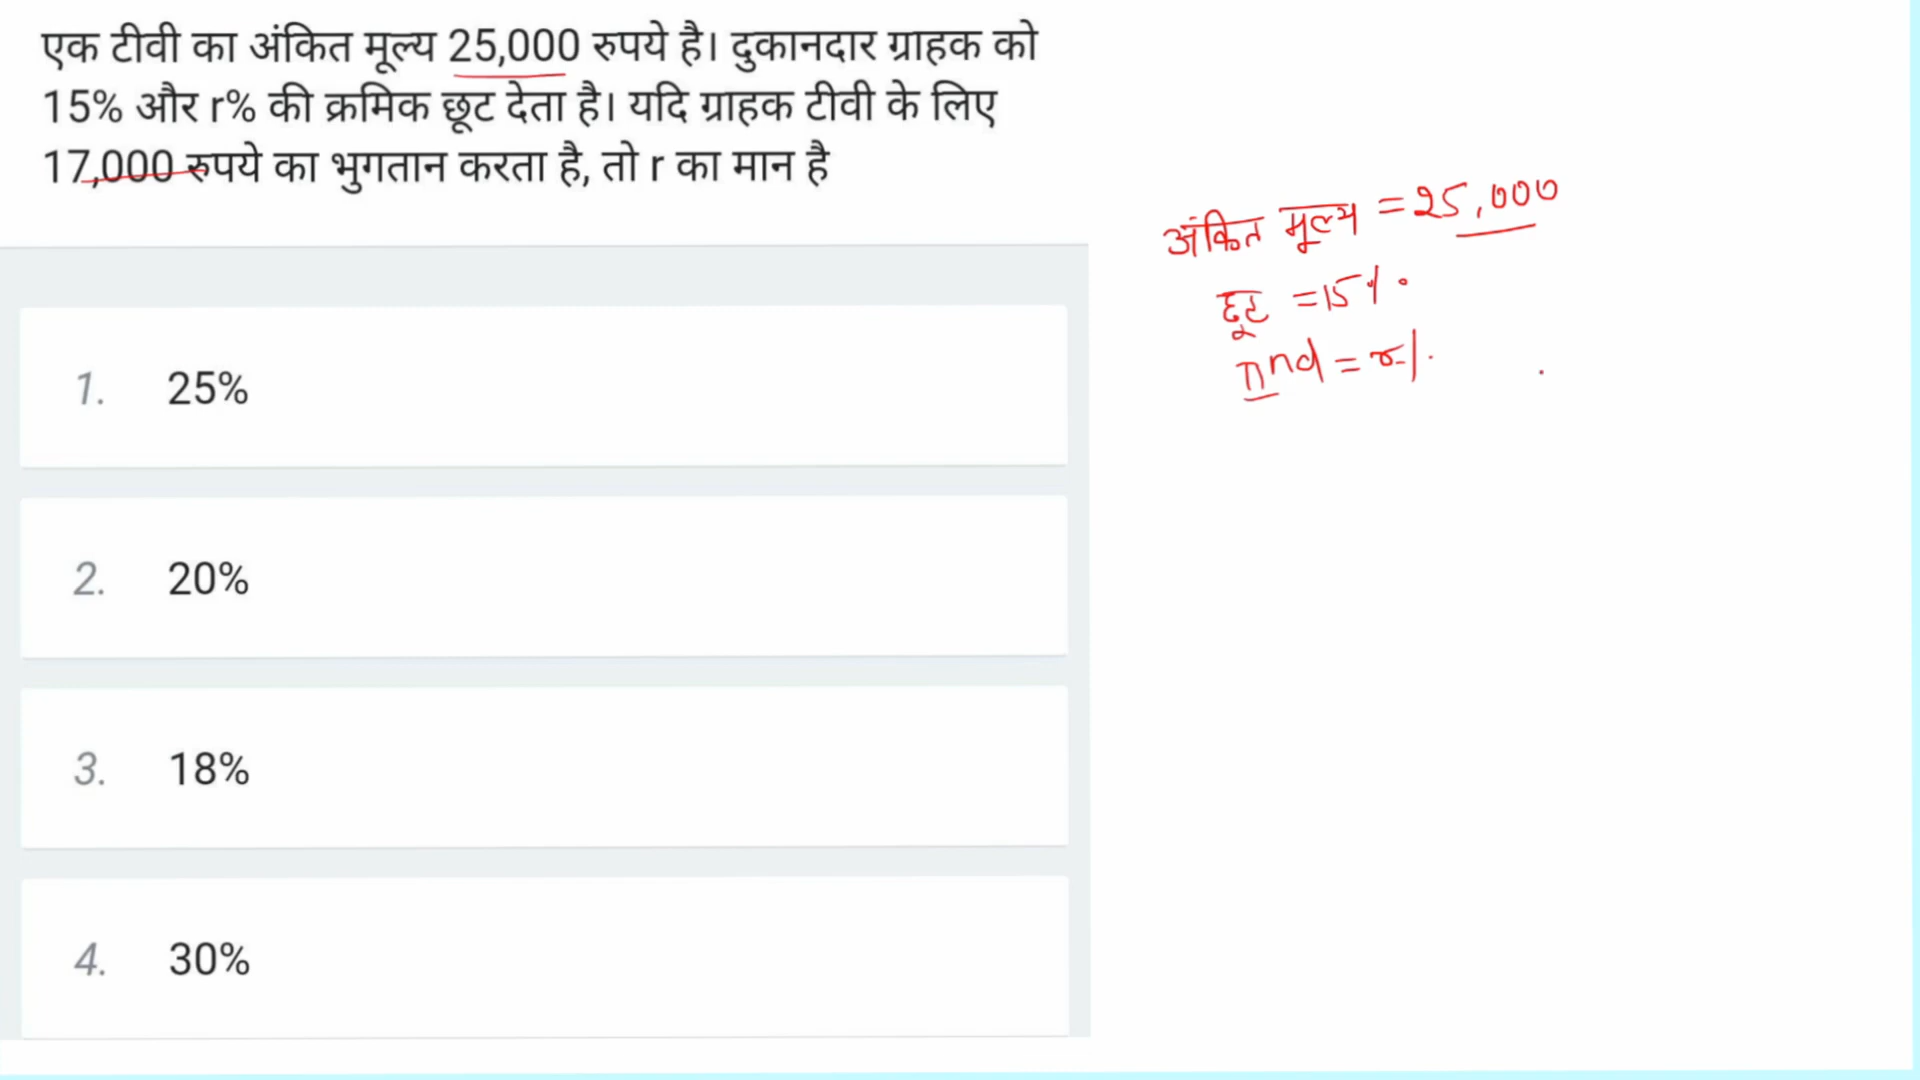 एक टीवी का अंकित मूल्य 25,000 रुपये है। दुकानदार ग्राहक को
15% और r% की क्रमिक छूट देता है। यदि ग्राहक टीवी के लिए
17,000 रुपये का भुगतान करता है, तो r का मान है
अंकित मूल्य = 25,000
छूट = 15%
IInd = r%
1. 25%
2. 20%
3. 18%
4. 30%